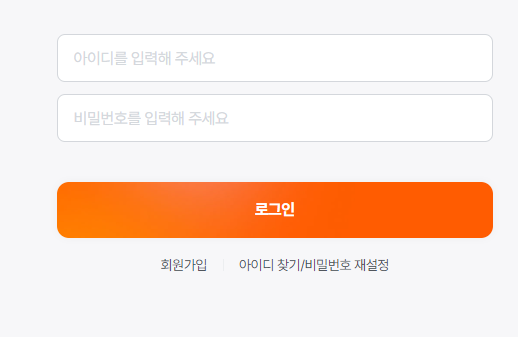 아이디를 입력해 주세요
비밀번호를 입력해 주세요
로그인
회원가입 아이디 찾기/비밀번호 재설정